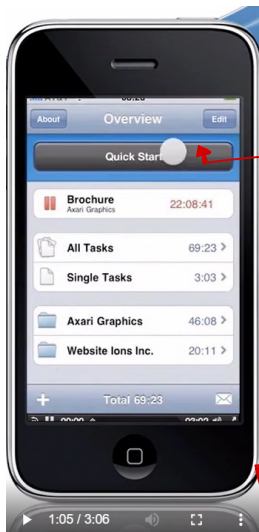 About Overview Edit
Quick Start
Brochure
Axari Graphics
22:08:41
All Tasks 69:23
Single Tasks 3:03
Axari Graphics 46:08
Website Ions Inc. 20:11
Total 69:23
1:05 / 3:06